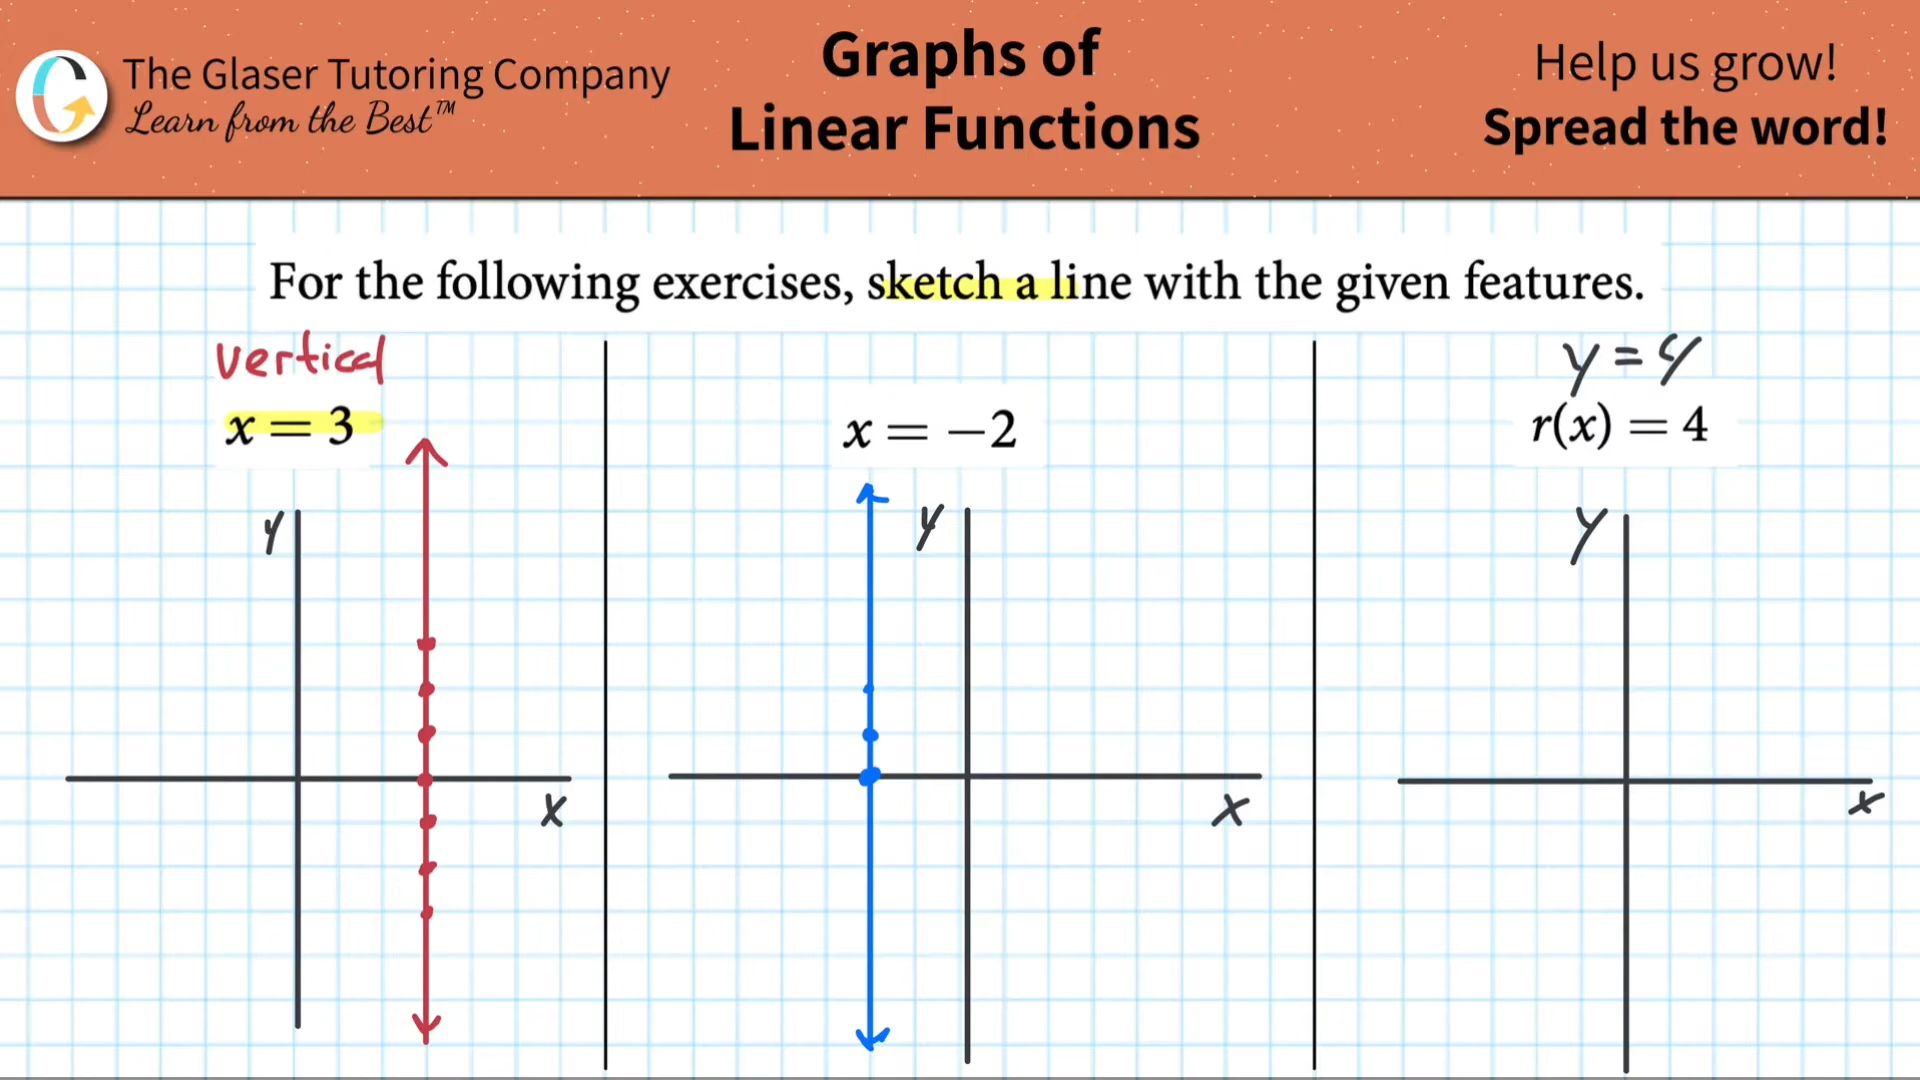 The Glaser Tutoring Company
Learn from the Best™
Graphs of
Linear Functions
Help us grow!
Spread the word!
For the following exercises, sketch a line with the given features.
vertical
x = 3
y
x
x = −2
y
x
y = 4
r(x) = 4
y
x